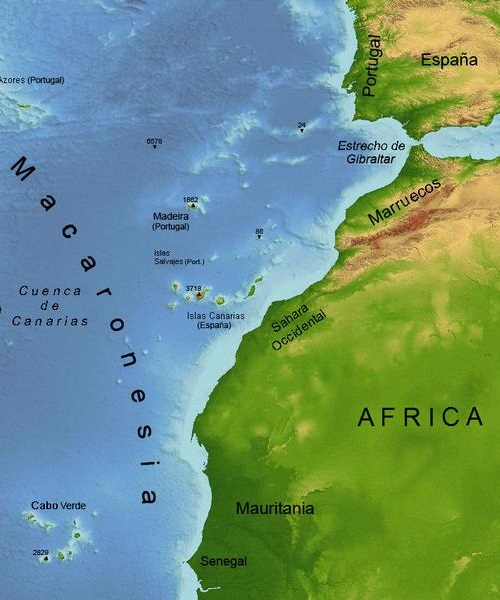 Portugal
España
Azores (Portugal)
24
6578
Estrecho de
Gibraltar
Macaronesia
Marruecos
1862
Madeira
(Portugal)
86
Islas
Salvajes (Port.)
3718
Cuenca
de
Canarias
Islas Canarias
(España)
Sahara
Occidental
AFRICA
Cabo Verde
Mauritania
2829
Senegal